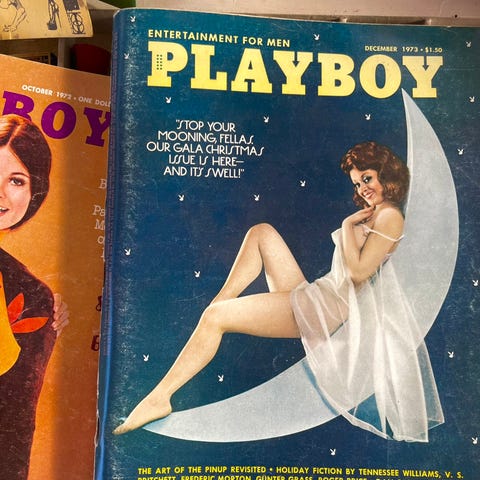 OCTOBER 1972 • ONE DOL
BOY
ENTERTAINMENT FOR MEN
DECEMBER 1973 • $1.50
PLAYBOY
"STOP YOUR
MOONING, FELLAS.
OUR GALA CHRISTMAS
ISSUE IS HERE—
AND IT'S SWELL!"
THE ART OF THE PINUP REVISITED • HOLIDAY FICTION BY TENNESSEE WILLIAMS, V. S.
PRITCHETT, FREDERIC MORTON, GÜNTER GRASS, ROGER PRICE